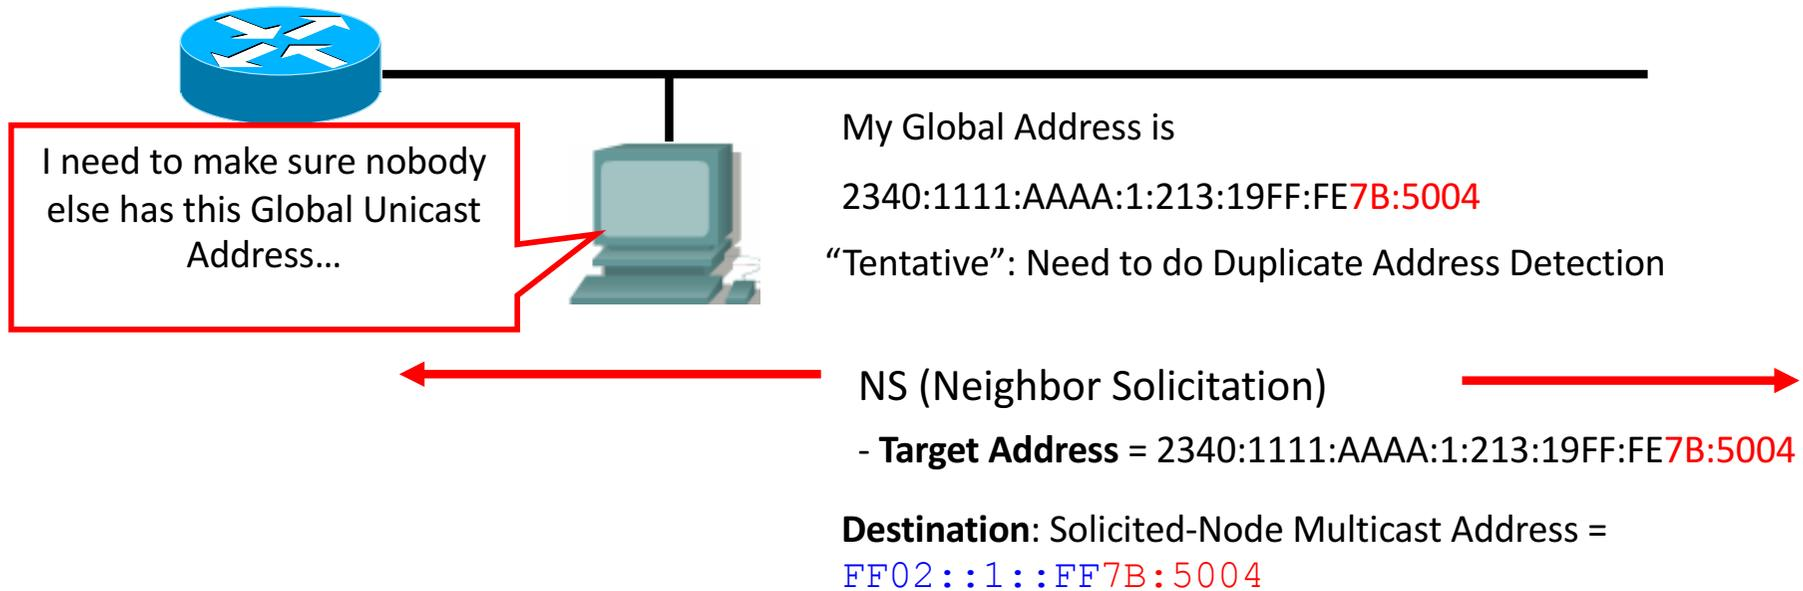 I need to make sure nobody
else has this Global Unicast
Address…
My Global Address is
2340:1111:AAAA:1:213:19FF:FE7B:5004
“Tentative”: Need to do Duplicate Address Detection
NS (Neighbor Solicitation)
- Target Address = 2340:1111:AAAA:1:213:19FF:FE7B:5004
Destination: Solicited-Node Multicast Address =
FF02::1::FF7B:5004